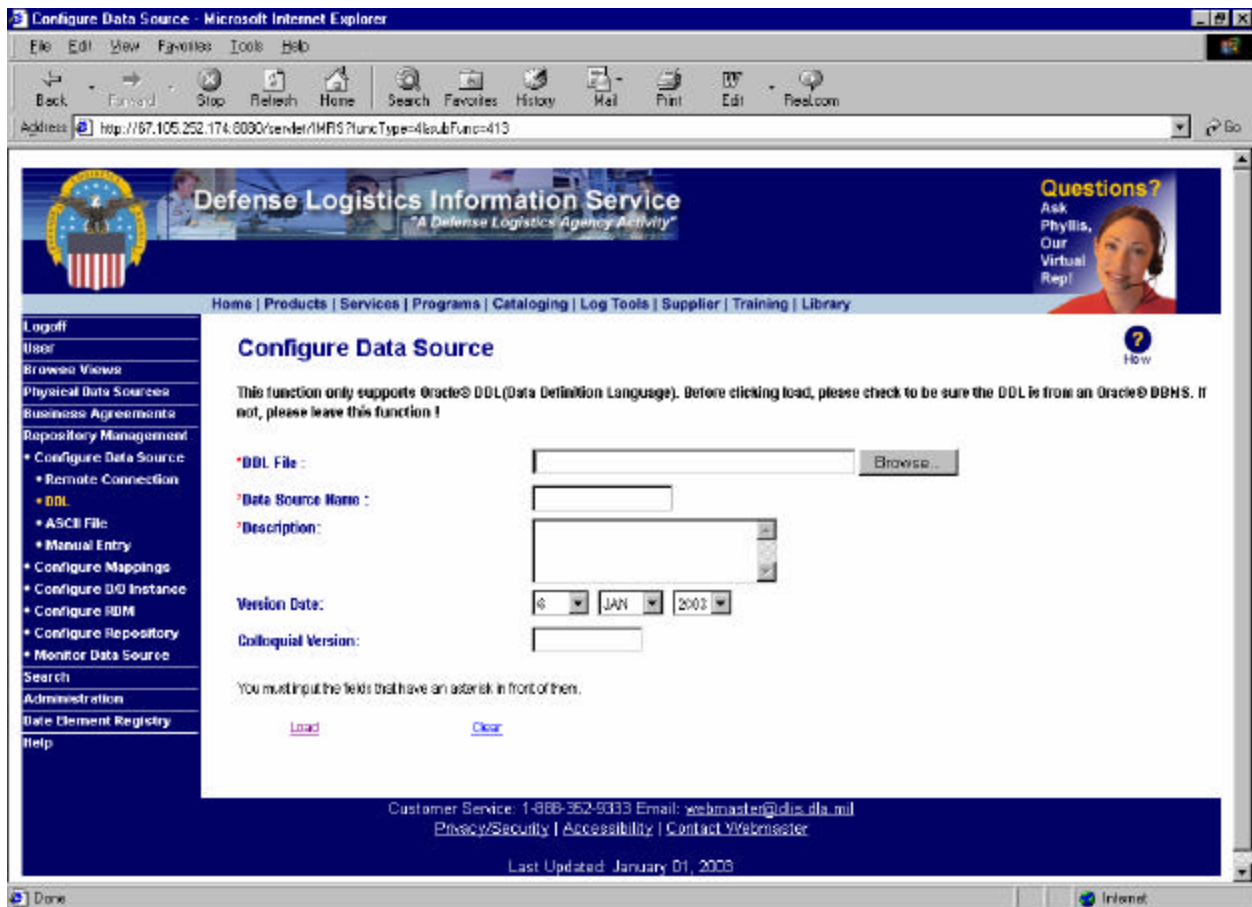 Configure Data Source - Microsoft Internet Explorer
File Edit View Favorites Tools Help
Back Forward Stop Refresh Home Search Favorites History Mail Print Edit Real.com
Address http://67.105.252.174:8080/servlet/IMRIS?funcType=4&subFunc=413 Go
Defense Logistics Information Service
"A Defense Logistics Agency Activity"
Questions?
Ask
Phyllis,
Our
Virtual
Rep!
Home | Products | Services | Programs | Cataloging | Log Tools | Supplier | Training | Library
Logoff
User
Browse Views
Physical Data Sources
Business Agreements
Repository Management
• Configure Data Source
• Remote Connection
• DDL
• ASCII File
• Manual Entry
• Configure Mappings
• Configure D/O Instance
• Configure RDM
• Configure Repository
• Monitor Data Source
Search
Administration
Date Element Registry
Help
Configure Data Source
?
How
This function only supports Oracle® DDL(Data Definition Language). Before clicking load, please check to be sure the DDL is from an Oracle® DBMS. If
not, please leave this function !
*DDL File :
Browse...
*Data Source Name :
*Description:
Version Date: 6 JAN 2003
Colloquial Version:
You must input the fields that have an asterisk in front of them.
Load Clear
Customer Service: 1-888-352-9333 Email: webmaster@dlis.dla.mil
Privacy/Security | Accessibility | Contact Webmaster
Last Updated: January 01, 2003
Done Internet